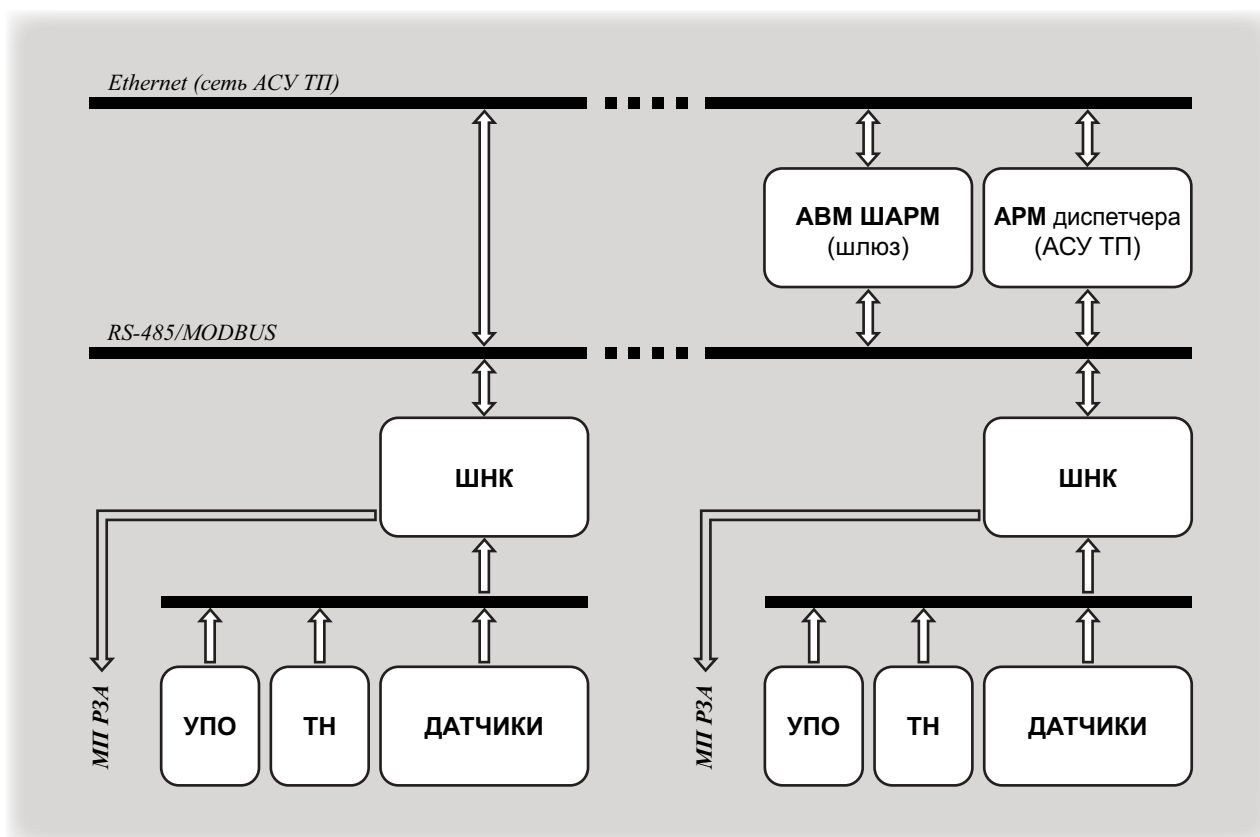 Ethernet (сеть АСУ ТП)
АВМ ШАРМ
(шлюз)
АРМ диспетчера
(АСУ ТП)
RS-485/MODBUS
ШНК
ШНК
МП РЗА
УПО
ТН
ДАТЧИКИ
МП РЗА
УПО
ТН
ДАТЧИКИ